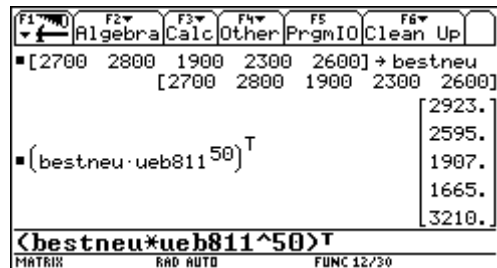 F1 F2 F3 F4 F5 F6
Algebra Calc Other PrgmIO Clean Up
[2700 2800 1900 2300 2600] → bestneu
[2700 2800 1900 2300 2600]
(bestneu·ueb811^50)^T
[2923.
2595.
1907.
1665.
3210.]
(bestneu*ueb811^50)ᵀ
MATRIX RAD AUTO FUNC 12/30